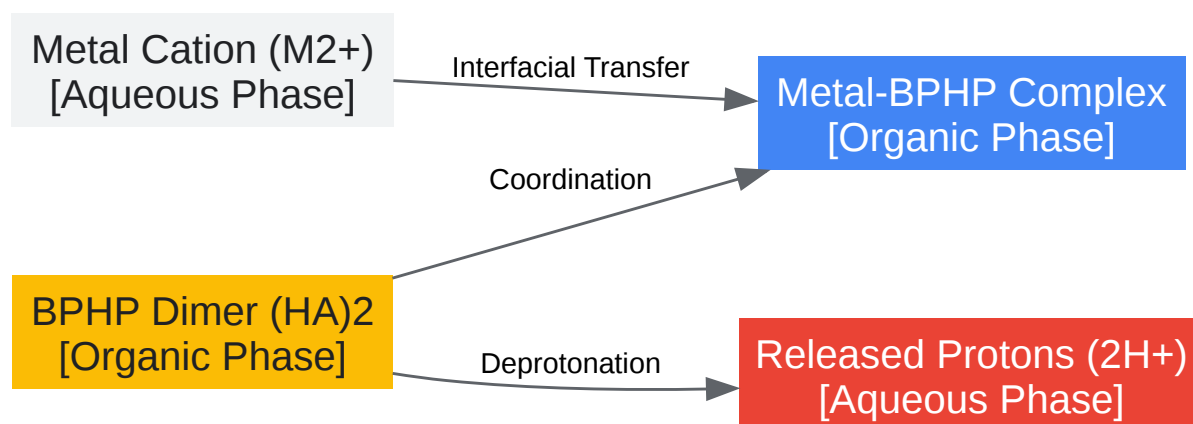 Metal Cation (M2+)
[Aqueous Phase]
Interfacial Transfer
Metal-BPHP Complex
[Organic Phase]
Coordination
BPHP Dimer (HA)2
[Organic Phase]
Deprotonation
Released Protons (2H+)
[Aqueous Phase]